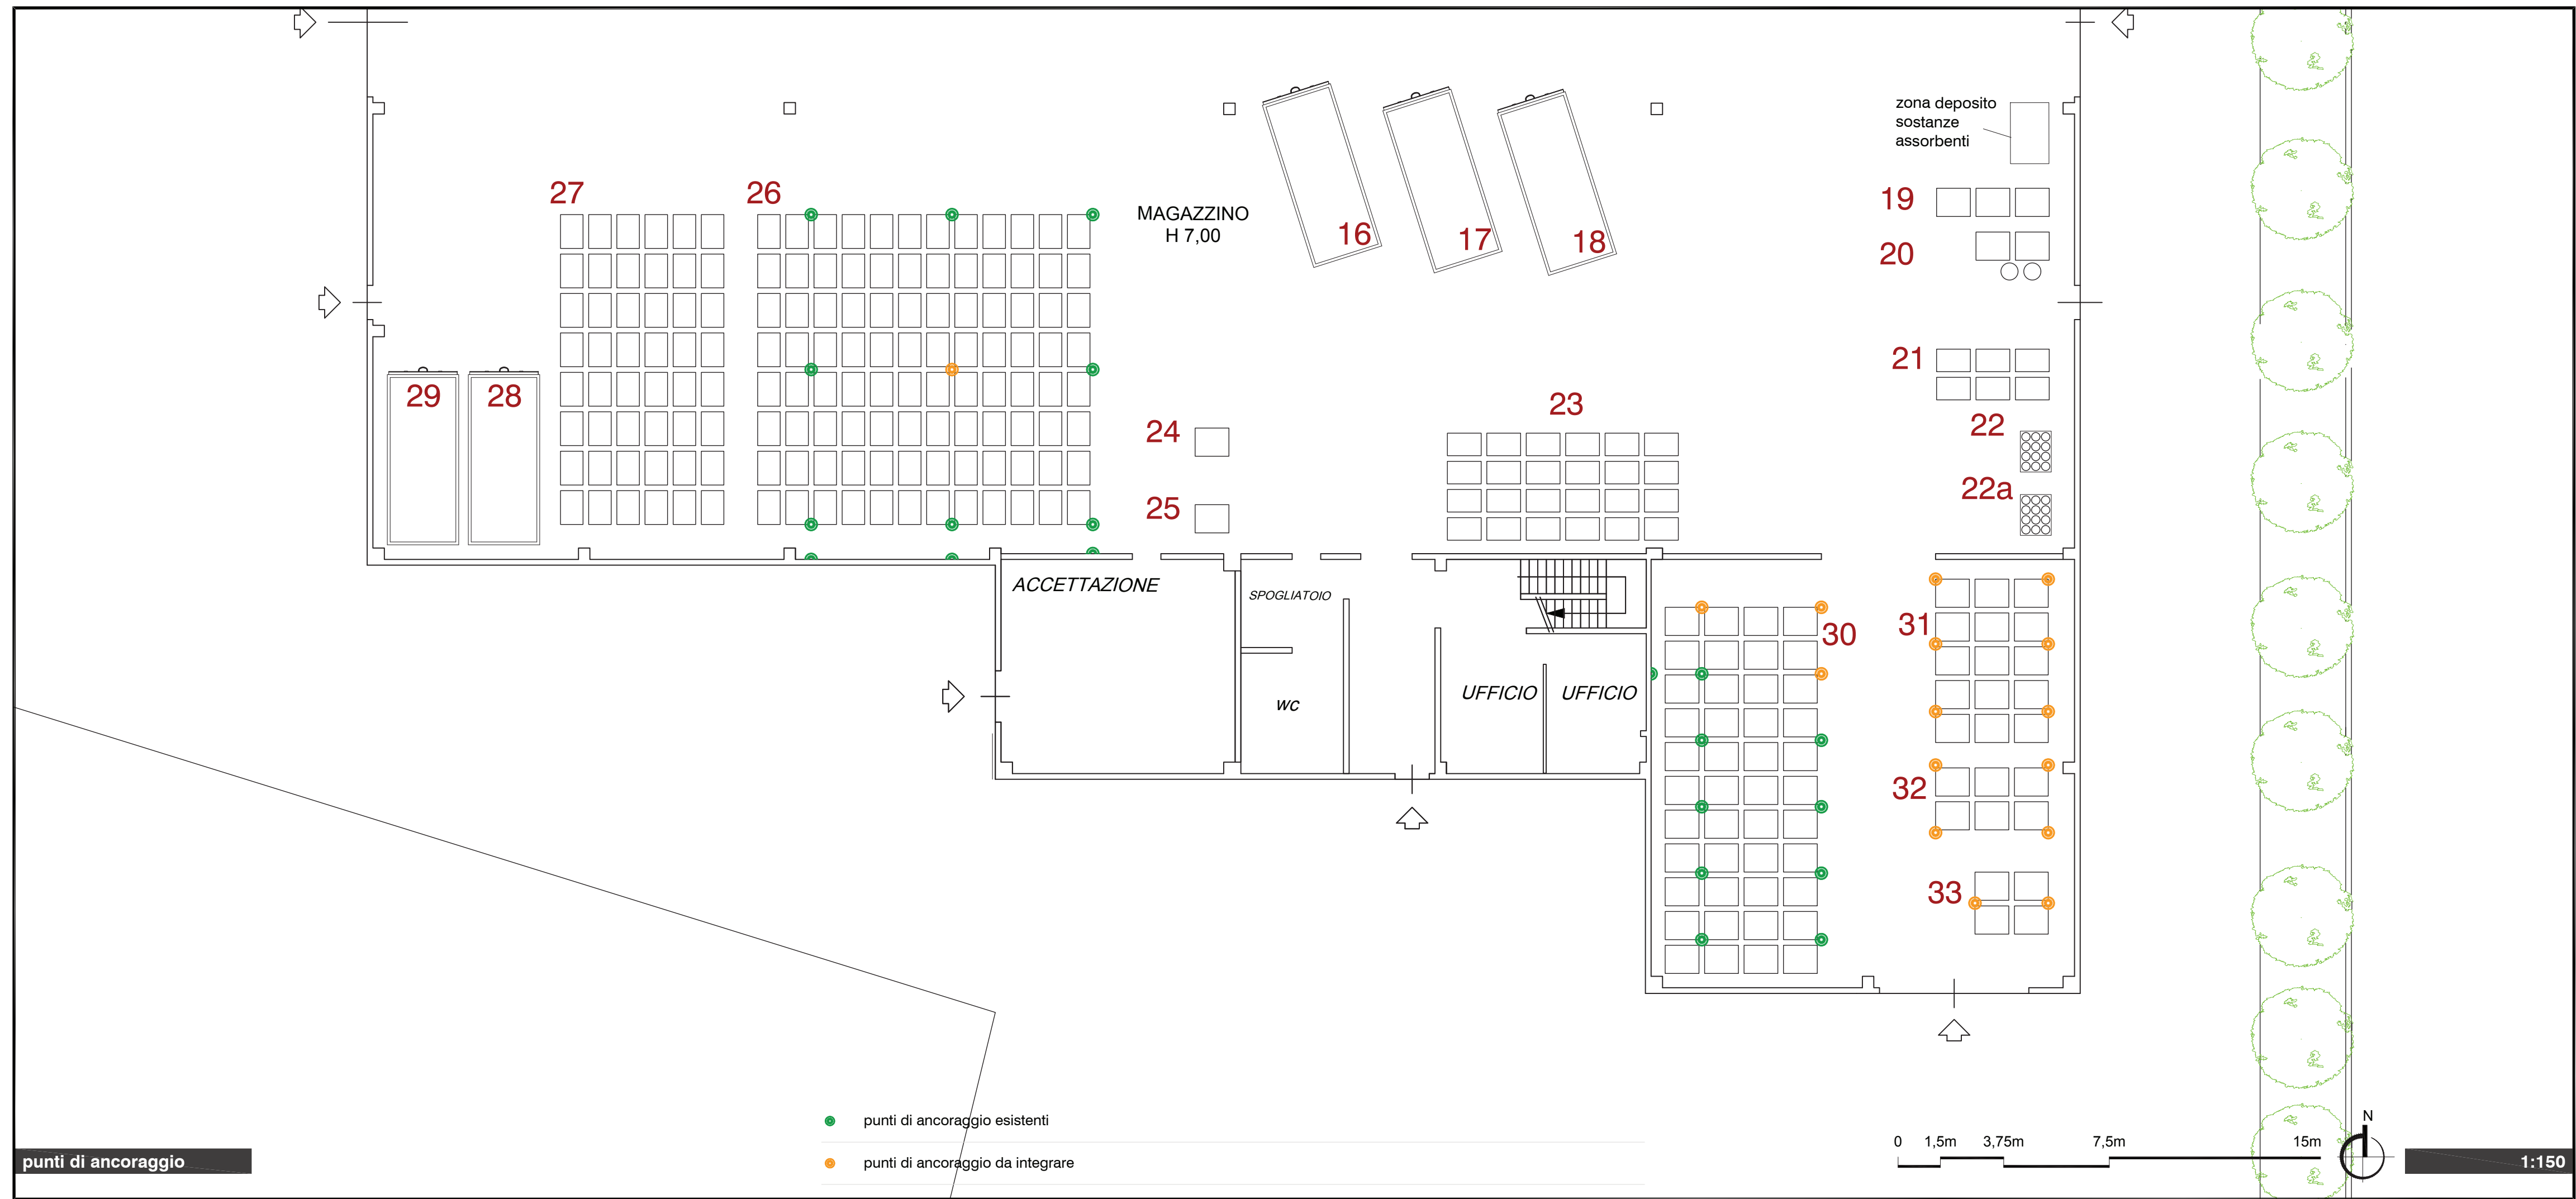 zona deposito
sostanze
assorbenti
27
26
MAGAZZINO
H 7,00
16
17
18
19
20
21
29
28
24
23
22
25
22a
ACCETTAZIONE
SPOGLIATOIO
WC
UFFICIO
UFFICIO
30
31
32
33
punti di ancoraggio esistenti
punti di ancoraggio da integrare
punti di ancoraggio
0 1,5m 3,75m 7,5m 15m
N
1:150